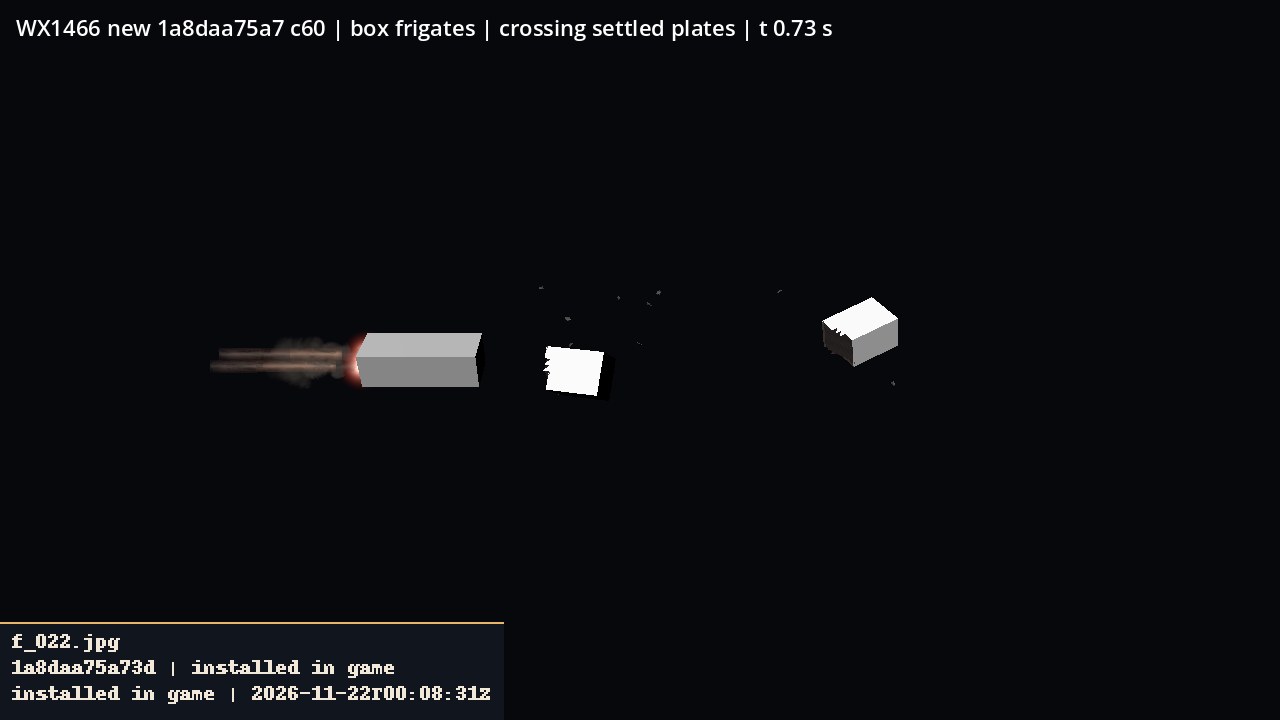 WX1466 new 1a8daa75a7 c60 | box frigates | crossing settled plates | t 0.73 s
f_022.jpg
1a8daa75a73d | installed in game
installed in game | 2026-11-22T00:08:31Z